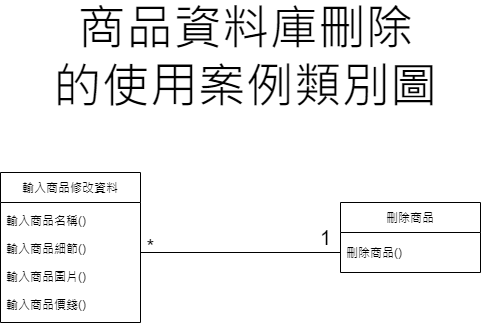 商品資料庫刪除
的使用案例類別圖
輸入商品修改資料
輸入商品名稱()
輸入商品細節()
輸入商品圖片()
輸入商品價錢()
*
1
刪除商品
刪除商品()